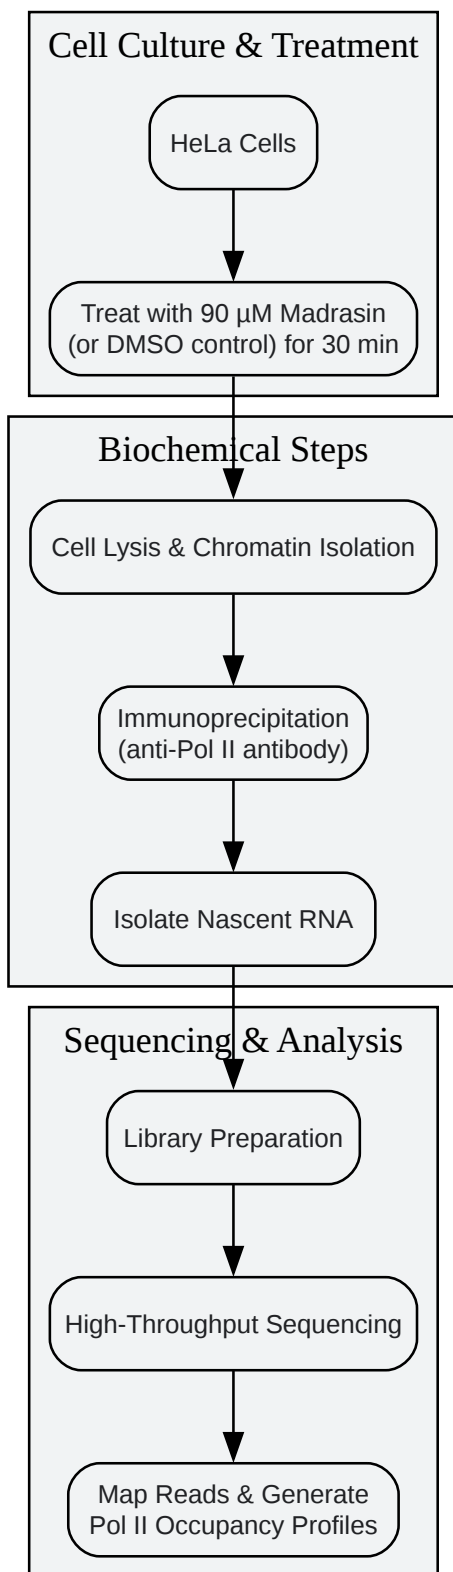 Cell Culture & Treatment
HeLa Cells
Treat with 90 µM Madrasin
(or DMSO control) for 30 min
Biochemical Steps
Cell Lysis & Chromatin Isolation
Immunoprecipitation
(anti-Pol II antibody)
Isolate Nascent RNA
Sequencing & Analysis
Library Preparation
High-Throughput Sequencing
Map Reads & Generate
Pol II Occupancy Profiles